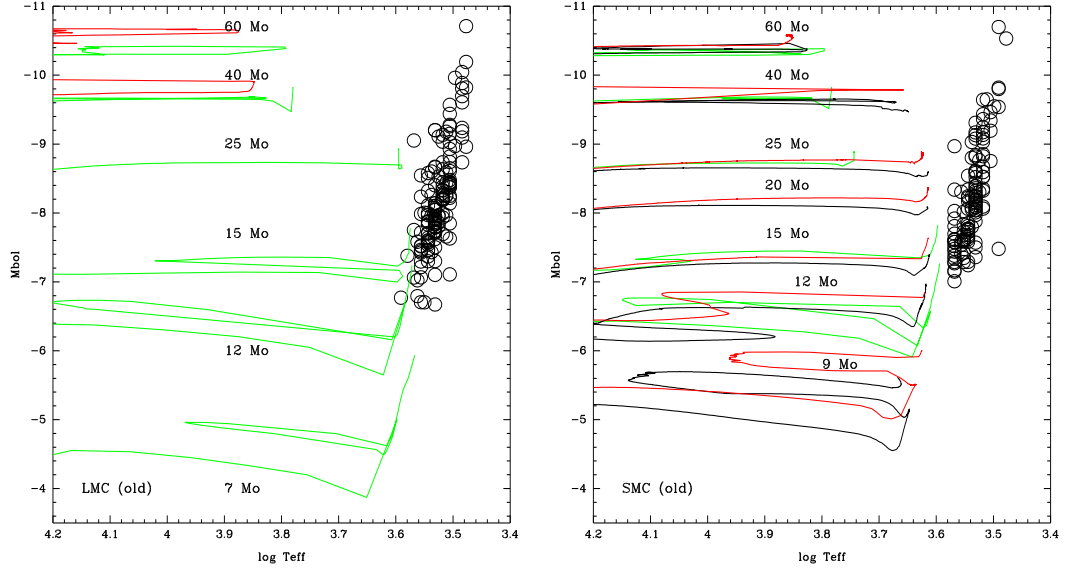 -11
-10
-9
-8
-7
-6
-5
-4
Mbol
60 Mo
40 Mo
25 Mo
15 Mo
12 Mo
7 Mo
LMC (old)
4.2 4.1 4 3.9 3.8 3.7 3.6 3.5 3.4
log Teff
-11
-10
-9
-8
-7
-6
-5
-4
Mbol
60 Mo
40 Mo
25 Mo
20 Mo
15 Mo
12 Mo
9 Mo
SMC (old)
4.2 4.1 4 3.9 3.8 3.7 3.6 3.5 3.4
log Teff